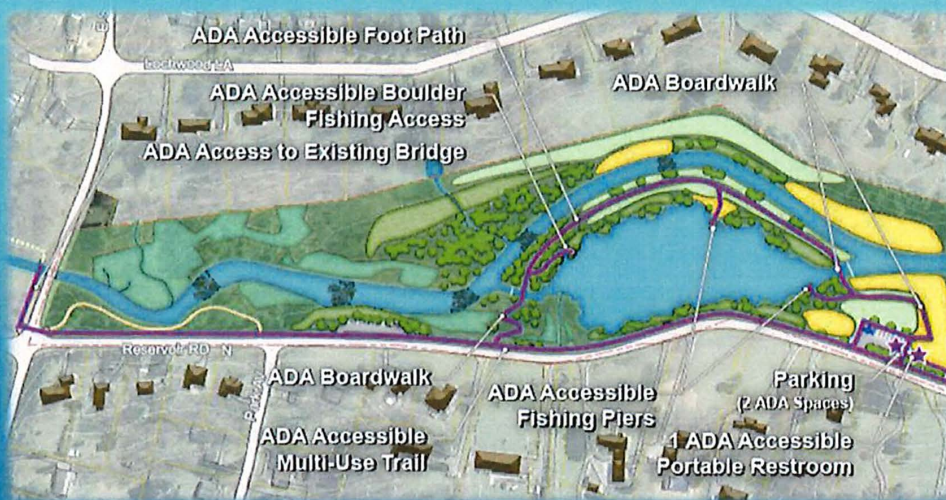 ADA Accessible Foot Path
Lochwood LA
ADA Accessible Boulder
Fishing Access
ADA Boardwalk
ADA Access to Existing Bridge
Reservoir RD N
ADA Boardwalk
ADA Accessible
Fishing Piers
Parking
(2 ADA Spaces)
ADA Accessible
Multi-Use Trail
1 ADA Accessible
Portable Restroom